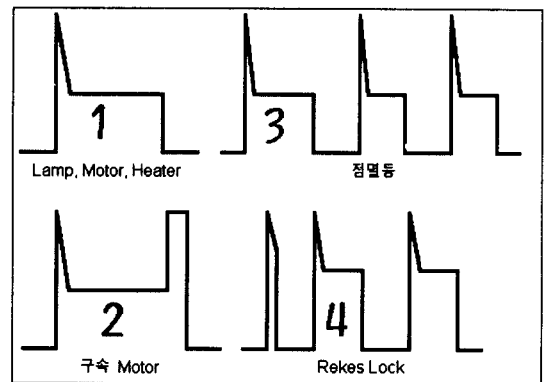 1
3
Lamp, Motor, Heater
점멸등
2
4
구속 Motor
Rekes Lock